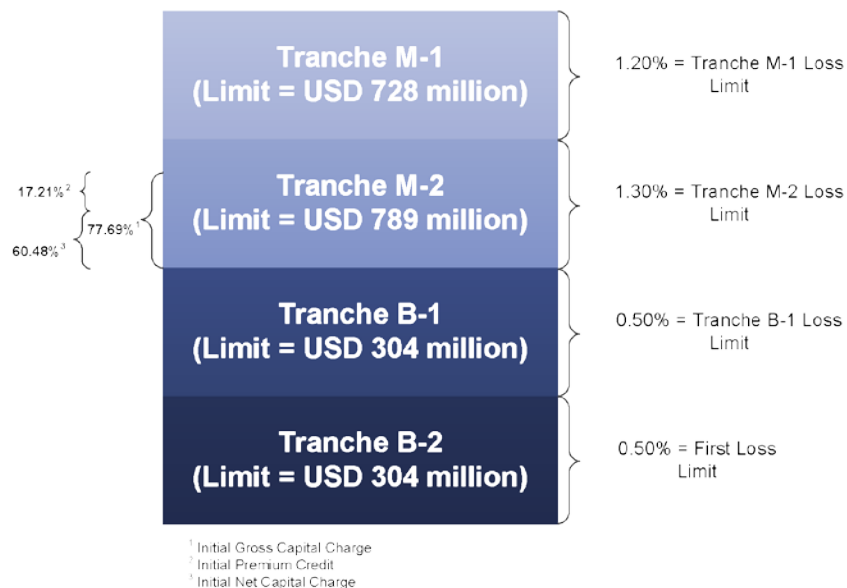 Tranche M-1
(Limit = USD 728 million)
1.20% = Tranche M-1 Loss
Limit
Tranche M-2
(Limit = USD 789 million)
1.30% = Tranche M-2 Loss
Limit
17.21% 2
77.69% 1
60.48% 3
Tranche B-1
(Limit = USD 304 million)
0.50% = Tranche B-1 Loss
Limit
Tranche B-2
(Limit = USD 304 million)
0.50% = First Loss
Limit
1 Initial Gross Capital Charge
2 Initial Premium Credit
3 Initial Net Capital Charge